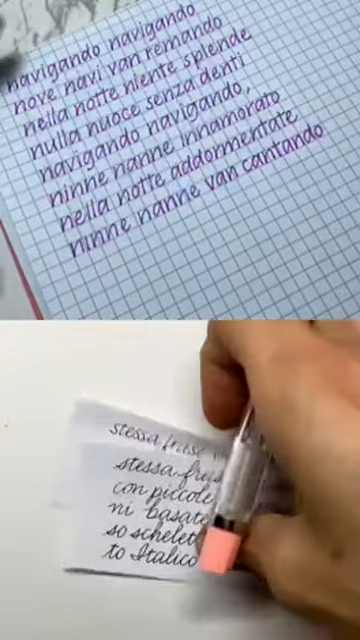 navigando navigando
nove navi van remando
nella notte niente splende
nulla nuoce senza denti
navigando navigando,
ninne nanne innamorato
nella notte addormentate
ninne nanne van cantando
stessa frase
stessa
con piccole
ni basate
so schelet
to Italico